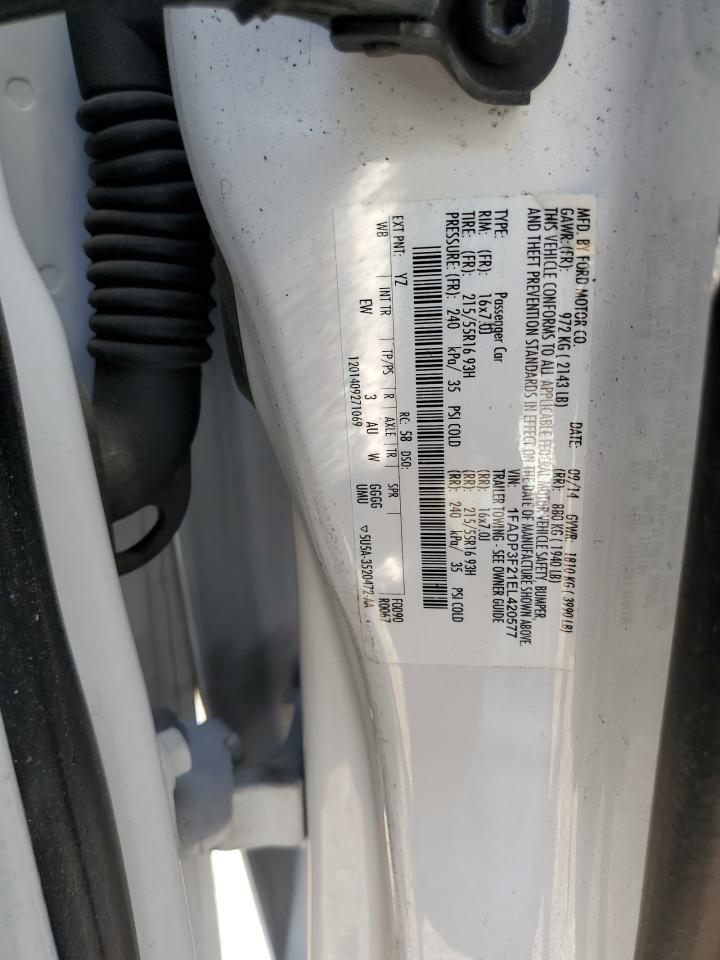 MFD. BY FORD MOTOR CO. DATE: 09/14 GVWR: 1810 KG ( 3990 LB)
GAWR: (FR): 972 KG ( 2143 LB) (RR): 880 KG ( 1940 LB)
THIS VEHICLE CONFORMS TO ALL APPLICABLE FEDERAL MOTOR VEHICLE SAFETY, BUMPER,
AND THEFT PREVENTION STANDARDS IN EFFECT ON THE DATE OF MANUFACTURE SHOWN ABOVE.
VIN: 1FADP3F21EL420577
TYPE: Passenger Car TRAILER TOWING - SEE OWNER GUIDE
RIM: (FR): 16x7.0J (RR): 16x7.0J
TIRE: (FR): 215/55R16 93H (RR): 215/55R16 93H
PRESSURE: (FR): 240 kPa/ 35 PSI COLD (RR): 240 kPa/ 35 PSI COLD
EXT PNT: YZ RC: 58 DSO: F0090
WB INT TR TP/PS R AXLE TR SPR R0067
EW 3 AU W GGGG
1201409271069 UMU ▽5U5A-3520472-AA